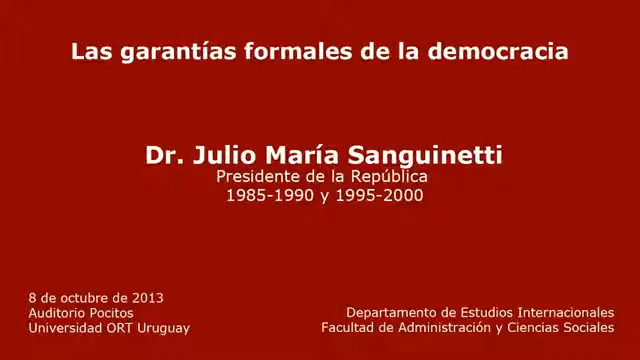 Las garantías formales de la democracia
Dr. Julio María Sanguinetti
Presidente de la República
1985-1990 y 1995-2000
8 de octubre de 2013
Auditorio Pocitos
Universidad ORT Uruguay
Departamento de Estudios Internacionales
Facultad de Administración y Ciencias Sociales